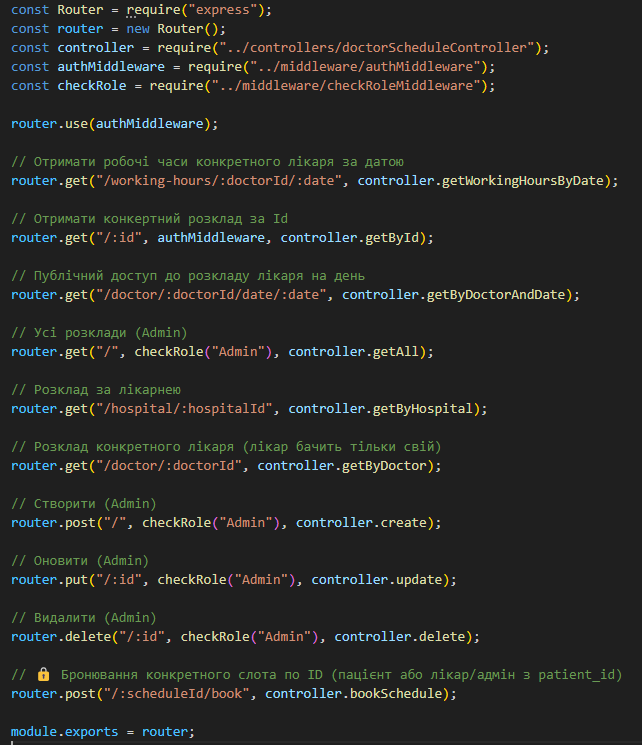 const Router = require("express");
const router = new Router();
const controller = require("../controllers/doctorScheduleController");
const authMiddleware = require("../middleware/authMiddleware");
const checkRole = require("../middleware/checkRoleMiddleware");
router.use(authMiddleware);
// Отримати робочі часи конкретного лікаря за датою
router.get("/working-hours/:doctorId/:date", controller.getWorkingHoursByDate);
// Отримати конкертний розклад за Id
router.get("/:id", authMiddleware, controller.getById);
// Публічний доступ до розкладу лікаря на день
router.get("/doctor/:doctorId/date/:date", controller.getByDoctorAndDate);
// Усі розклади (Admin)
router.get("/", checkRole("Admin"), controller.getAll);
// Розклад за лікарнею
router.get("/hospital/:hospitalId", controller.getByHospital);
// Розклад конкретного лікаря (лікар бачить тільки свій)
router.get("/doctor/:doctorId", controller.getByDoctor);
// Створити (Admin)
router.post("/", checkRole("Admin"), controller.create);
// Оновити (Admin)
router.put("/:id", checkRole("Admin"), controller.update);
// Видалити (Admin)
router.delete("/:id", checkRole("Admin"), controller.delete);
// 🔒 Бронювання конкретного слота по ID (пацієнт або лікар/адмін з patient_id)
router.post("/:scheduleId/book", controller.bookSchedule);
module.exports = router;